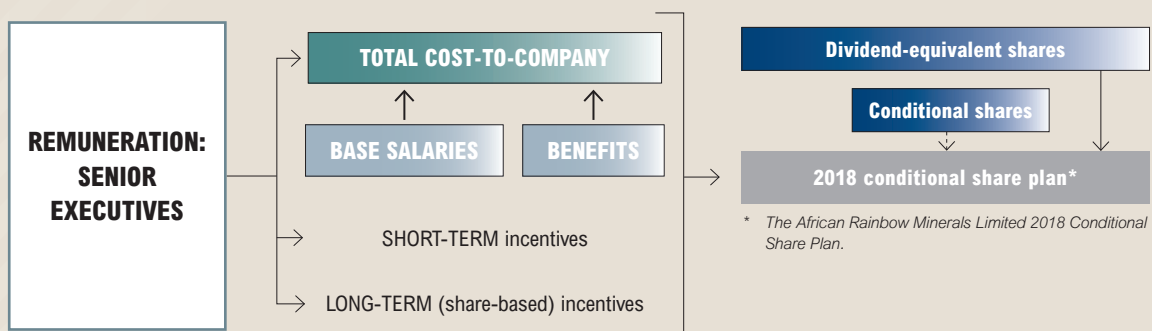 REMUNERATION:
SENIOR
EXECUTIVES
TOTAL COST-TO-COMPANY
BASE SALARIES
BENEFITS
SHORT-TERM incentives
LONG-TERM (share-based) incentives
Dividend-equivalent shares
Conditional shares
2018 conditional share plan*
* The African Rainbow Minerals Limited 2018 Conditional
Share Plan.